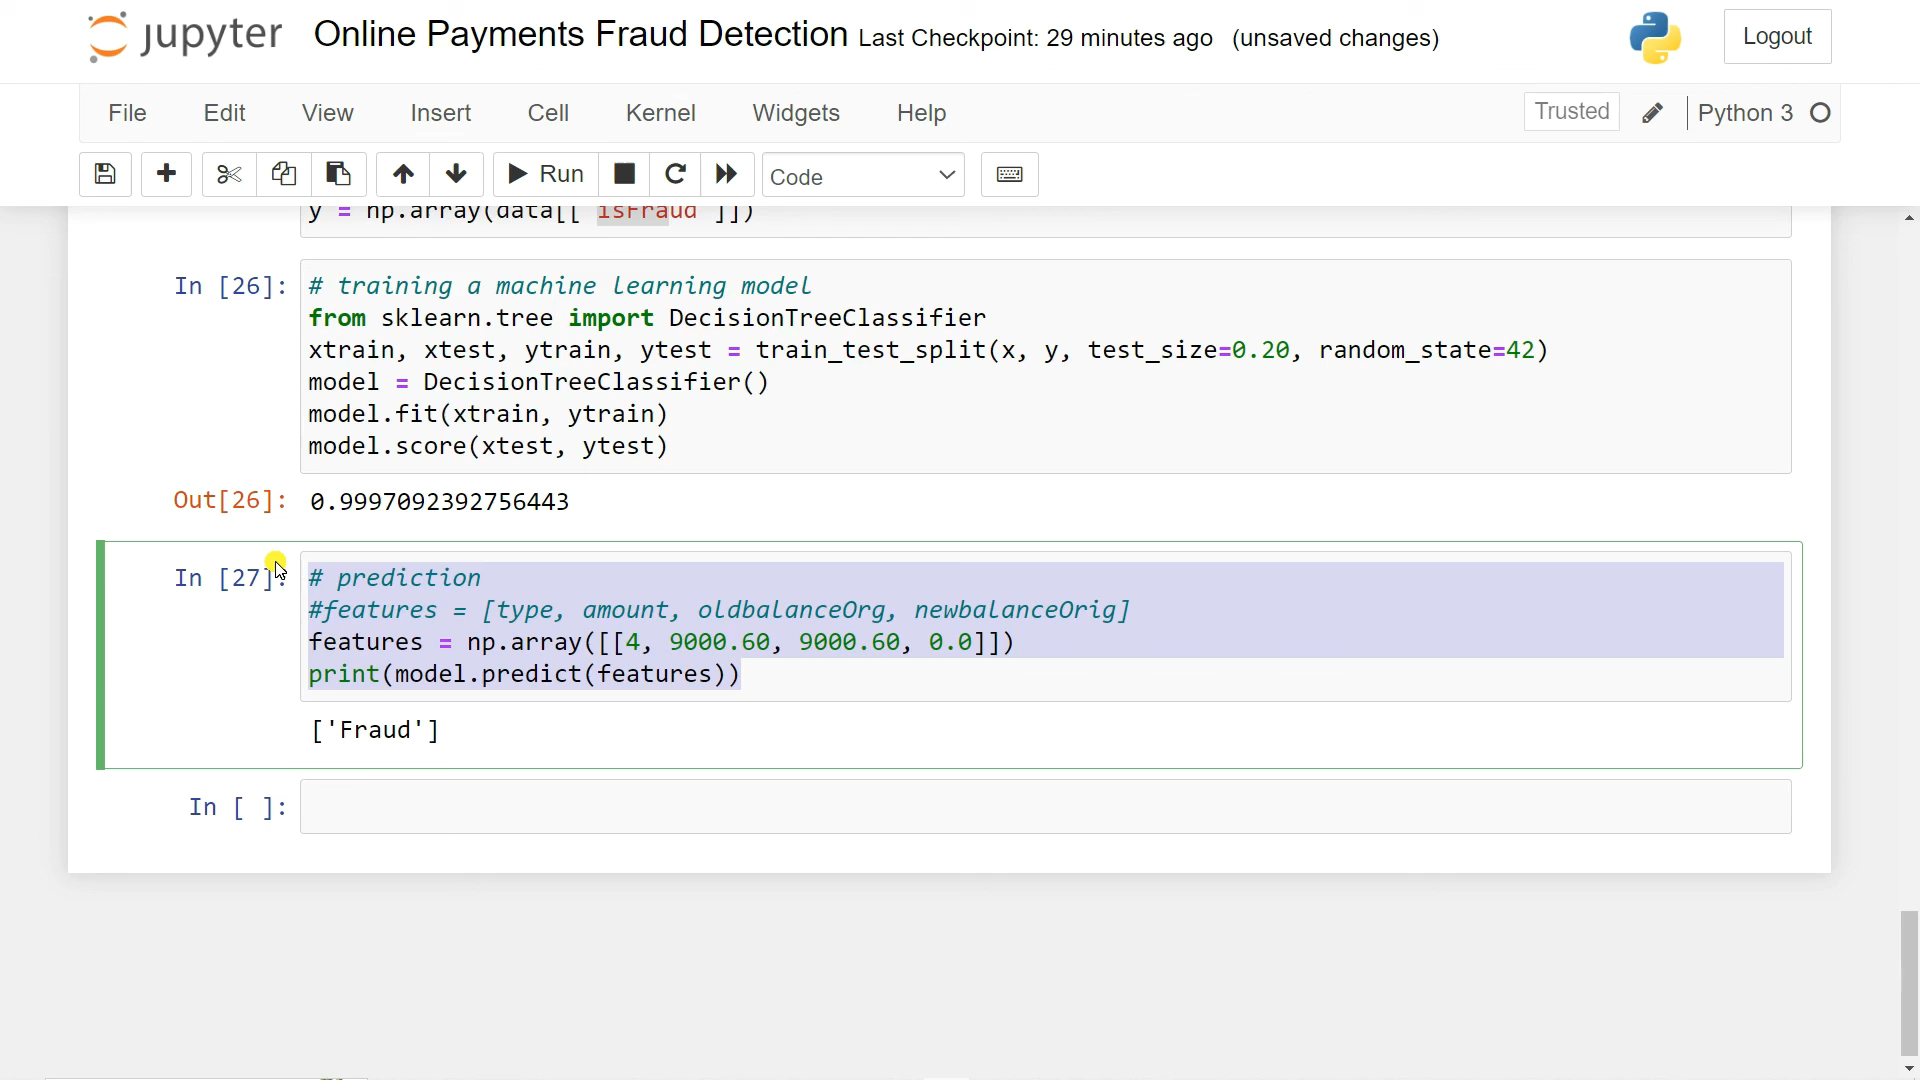 jupyter Online Payments Fraud Detection Last Checkpoint: 29 minutes ago (unsaved changes) Logout
File Edit View Insert Cell Kernel Widgets Help Trusted Python 3
Run Code
y = np.array(data[["isFraud"]])
In [26]: # training a machine learning model
from sklearn.tree import DecisionTreeClassifier
xtrain, xtest, ytrain, ytest = train_test_split(x, y, test_size=0.20, random_state=42)
model = DecisionTreeClassifier()
model.fit(xtrain, ytrain)
model.score(xtest, ytest)
Out[26]: 0.9997092392756443
In [27]: # prediction
#features = [type, amount, oldbalanceOrg, newbalanceOrig]
features = np.array([[4, 9000.60, 9000.60, 0.0]])
print(model.predict(features))
['Fraud']
In [ ]: